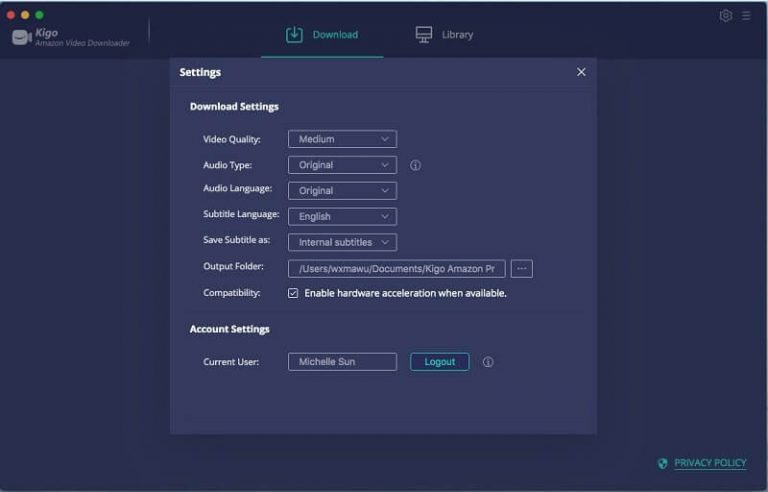 Kigo
Amazon Video Downloader
Download
Library
Settings
Download Settings
Video Quality: Medium
Audio Type: Original
Audio Language: Original
Subtitle Language: English
Save Subtitle as: Internal subtitles
Output Folder: /Users/wxmawu/Documents/Kigo Amazon Pr ...
Compatibility: Enable hardware acceleration when available.
Account Settings
Current User: Michelle Sun Logout
PRIVACY POLICY